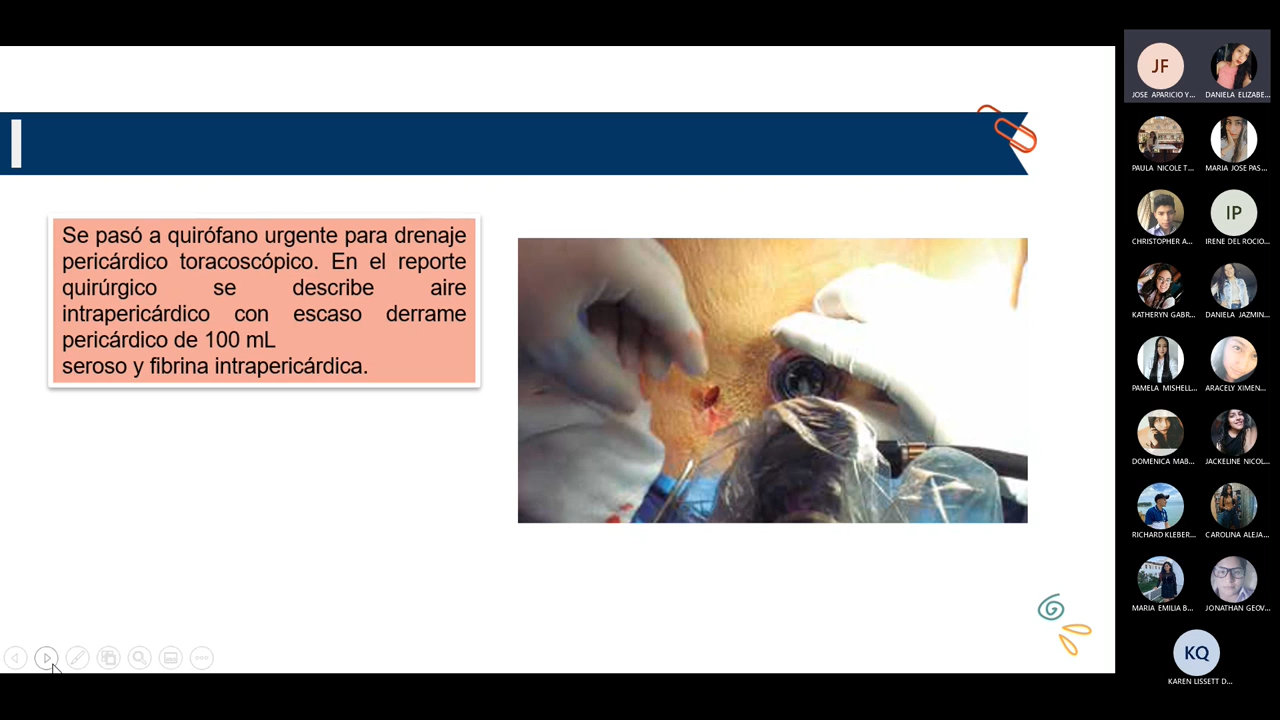 Se pasó a quirófano urgente para drenaje
pericárdico toracoscópico. En el reporte
quirúrgico se describe aire
intrapericárdico con escaso derrame
pericárdico de 100 mL
seroso y fibrina intrapericárdica.
JF
JOSE APARICIO Y...
DANIELA ELIZABE...
PAULA NICOLE T...
MARIA JOSE PAS...
CHRISTOPHER A...
IP
IRENE DEL ROCIO...
KATHERYN GABR...
DANIELA JAZMIN...
PAMELA MISHELL...
ARACELY XIMEN...
DOMENICA MAB...
JACKELINE NICOL...
RICHARD KLEBER...
CAROLINA ALEJA...
MARIA EMILIA B...
JONATHAN GEOV...
KQ
KAREN LISSETT D...